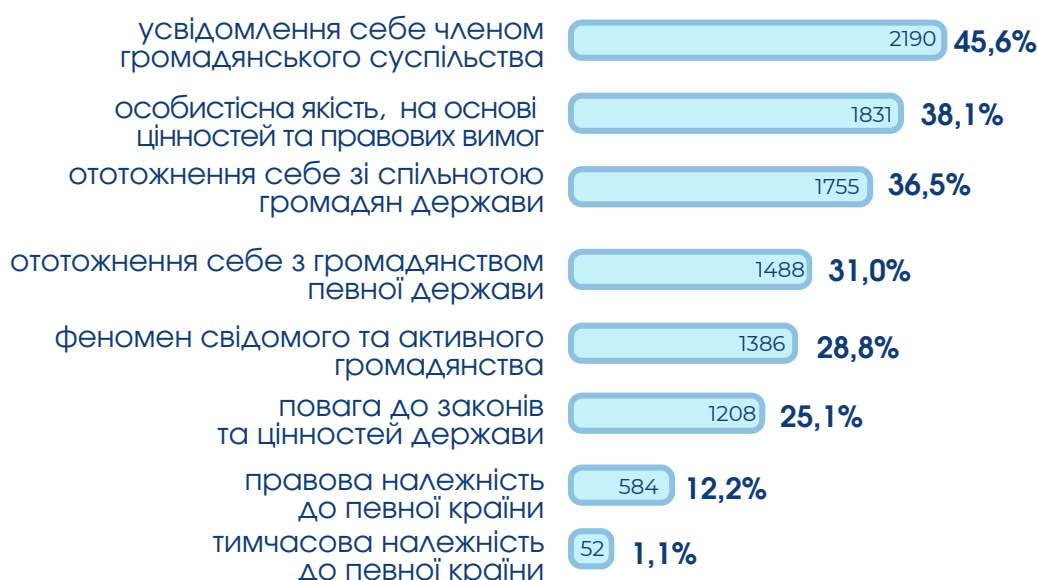 усвідомлення себе членом
громадянського суспільства
2190 45,6%
особистісна якість, на основі
цінностей та правових вимог
1831 38,1%
ототожнення себе зі спільнотою
громадян держави
1755 36,5%
ототожнення себе з громадянством
певної держави
1488 31,0%
феномен свідомого та активного
громадянства
1386 28,8%
повага до законів
та цінностей держави
1208 25,1%
правова належність
до певної країни
584 12,2%
тимчасова належність
до певної країни
52 1,1%